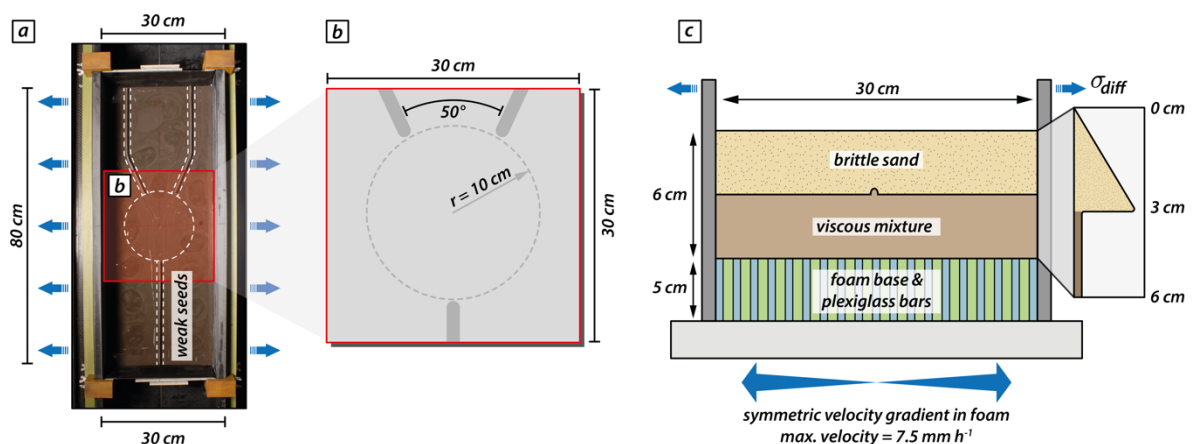 a
30 cm
80 cm
b
weak seeds
30 cm
b
30 cm
50°
r = 10 cm
30 cm
c
σdiff
30 cm
0 cm
brittle sand
6 cm
3 cm
viscous mixture
foam base &
plexiglass bars
5 cm
6 cm
symmetric velocity gradient in foam
max. velocity = 7.5 mm h⁻¹